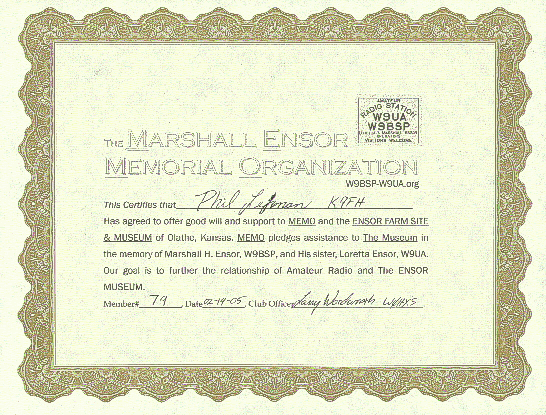 AMATEUR
RADIO STATION
W9UA
W9BSP
VISITORS WELCOME
THE MARSHALL ENSOR
MEMORIAL ORGANIZATION
W9BSP-W9UA.org
This Certifies that Phil K9FH
Has agreed to offer good will and support to MEMO and the ENSOR FARM SITE
& MUSEUM of Olathe, Kansas. MEMO pledges assistance to The Museum in
the memory of Marshall H. Ensor, W9BSP, and His sister, Loretta Ensor, W9UA.
Our goal is to further the relationship of Amateur Radio and The ENSOR
MUSEUM.
Member# 79 Date 02-19-05 Club Officer Larry